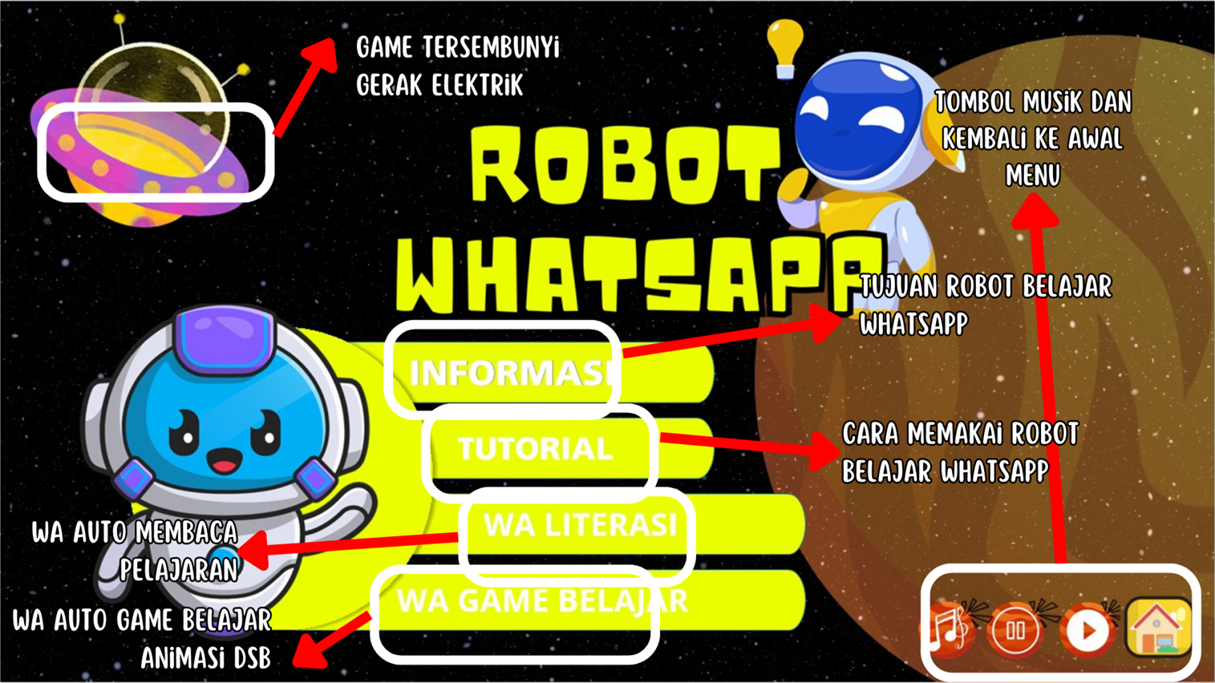 GAME TERSEMBUNYI
GERAK ELEKTRIK
ROBOT
WHATSAPP
TOMBOL MUSIK DAN
KEMBALI KE AWAL
MENU
INFORMASI
TUJUAN ROBOT BELAJAR
WHATSAPP
TUTORIAL
CARA MEMAKAI ROBOT
BELAJAR WHATSAPP
WA LITERASI
WA AUTO MEMBACA
PELAJARAN
WA GAME BELAJAR
WA AUTO GAME BELAJAR
ANIMASI DSB